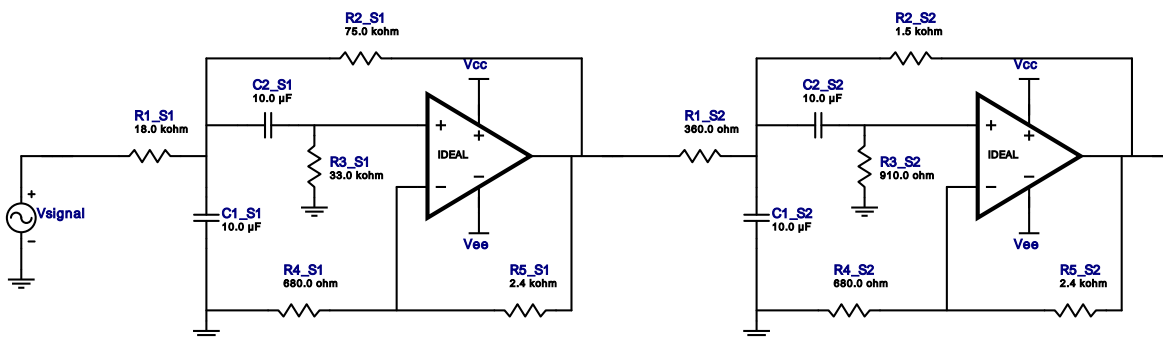 R2_S1
75.0 kohm
Vcc
C2_S1
10.0 µF
R1_S1
18.0 kohm
+
+
IDEAL
R3_S1
33.0 kohm
−
−
+
Vsignal
−
C1_S1
10.0 µF
Vee
R4_S1
680.0 ohm
R5_S1
2.4 kohm
R2_S2
1.5 kohm
Vcc
C2_S2
10.0 µF
R1_S2
360.0 ohm
+
+
IDEAL
R3_S2
910.0 ohm
−
−
C1_S2
10.0 µF
Vee
R4_S2
680.0 ohm
R5_S2
2.4 kohm